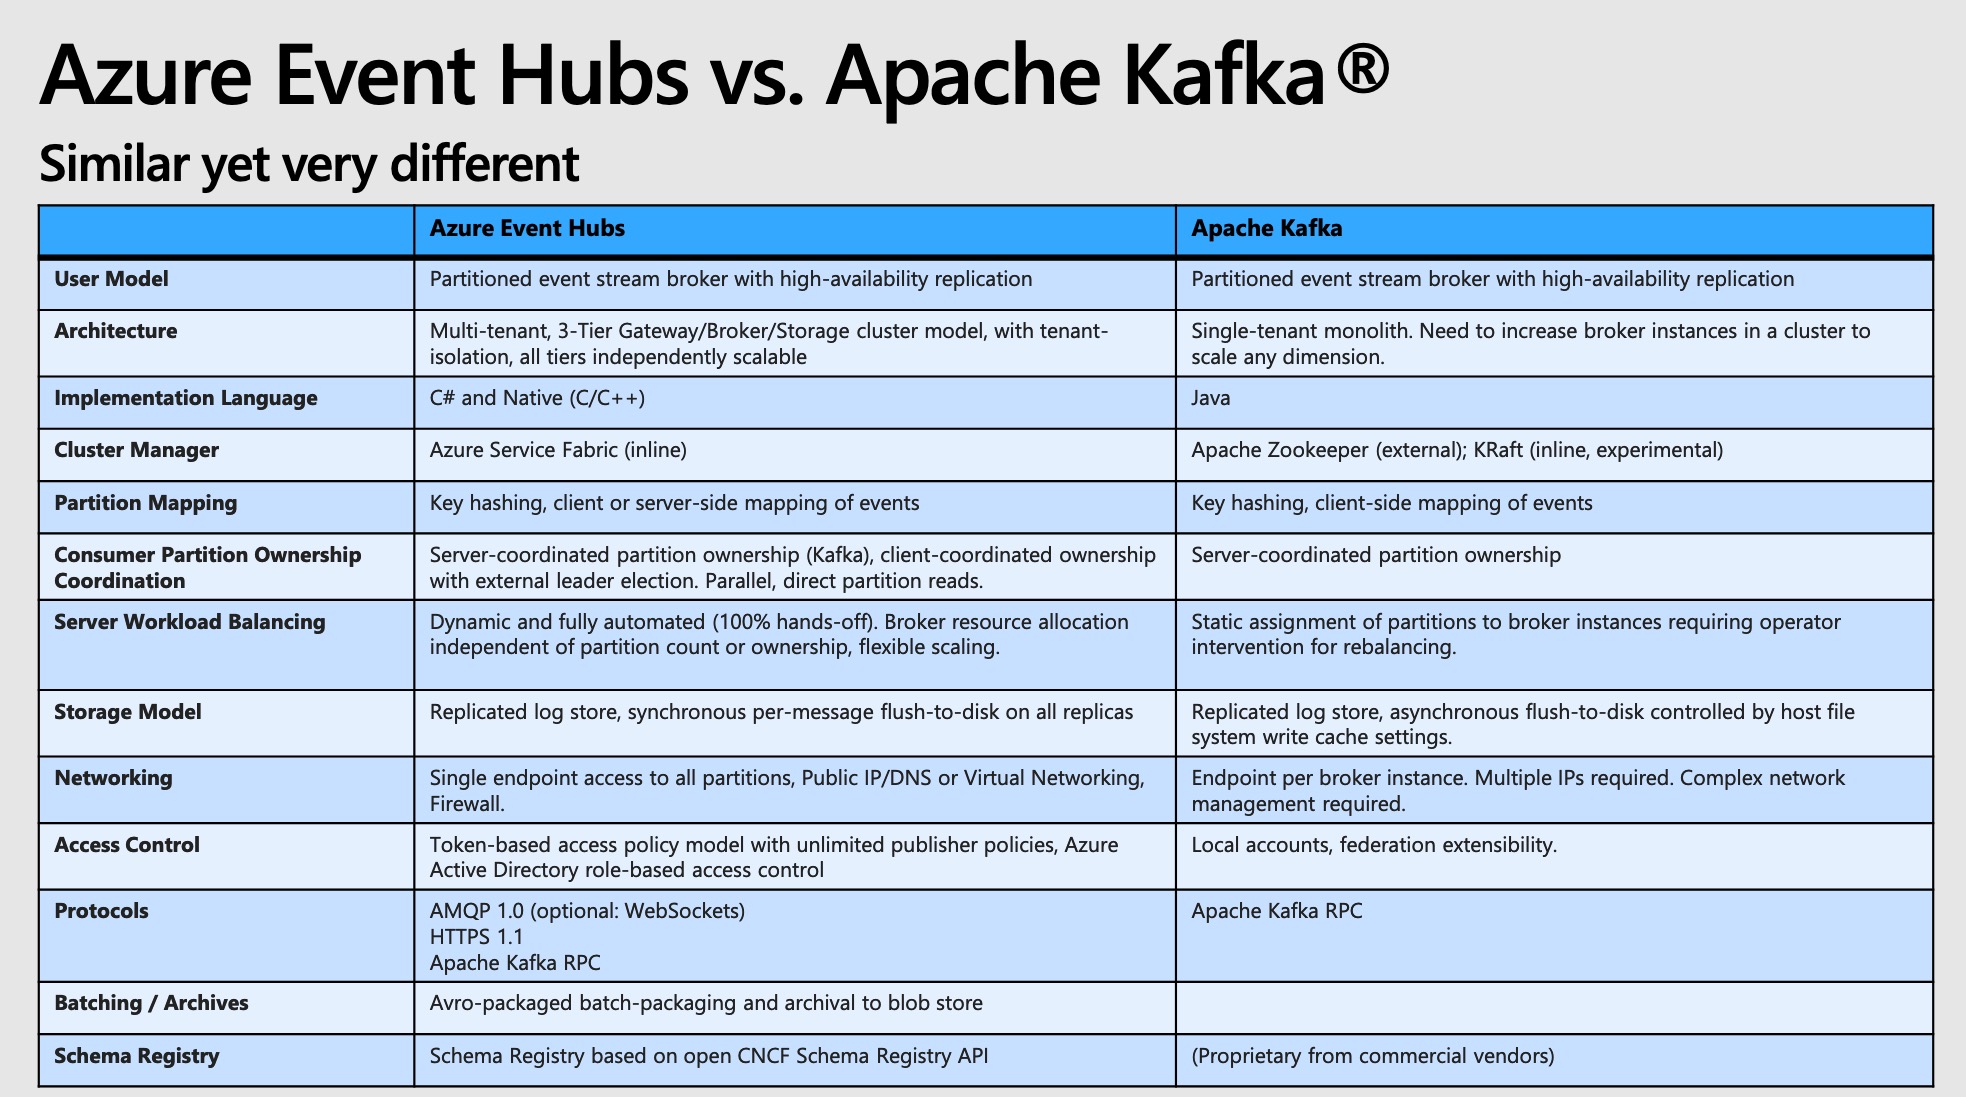 Azure Event Hubs vs. Apache Kafka®
Similar yet very different
Azure Event Hubs
Apache Kafka
User Model
Partitioned event stream broker with high-availability replication
Partitioned event stream broker with high-availability replication
Architecture
Multi-tenant, 3-Tier Gateway/Broker/Storage cluster model, with tenant-
isolation, all tiers independently scalable
Single-tenant monolith. Need to increase broker instances in a cluster to
scale any dimension.
Implementation Language
C# and Native (C/C++)
Java
Cluster Manager
Azure Service Fabric (inline)
Apache Zookeeper (external); KRaft (inline, experimental)
Partition Mapping
Key hashing, client or server-side mapping of events
Key hashing, client-side mapping of events
Consumer Partition Ownership
Coordination
Server-coordinated partition ownership (Kafka), client-coordinated ownership
with external leader election. Parallel, direct partition reads.
Server-coordinated partition ownership
Server Workload Balancing
Dynamic and fully automated (100% hands-off). Broker resource allocation
independent of partition count or ownership, flexible scaling.
Static assignment of partitions to broker instances requiring operator
intervention for rebalancing.
Storage Model
Replicated log store, synchronous per-message flush-to-disk on all replicas
Replicated log store, asynchronous flush-to-disk controlled by host file
system write cache settings.
Networking
Single endpoint access to all partitions, Public IP/DNS or Virtual Networking,
Firewall.
Endpoint per broker instance. Multiple IPs required. Complex network
management required.
Access Control
Token-based access policy model with unlimited publisher policies, Azure
Active Directory role-based access control
Local accounts, federation extensibility.
Protocols
AMQP 1.0 (optional: WebSockets)
HTTPS 1.1
Apache Kafka RPC
Apache Kafka RPC
Batching / Archives
Avro-packaged batch-packaging and archival to blob store
Schema Registry
Schema Registry based on open CNCF Schema Registry API
(Proprietary from commercial vendors)